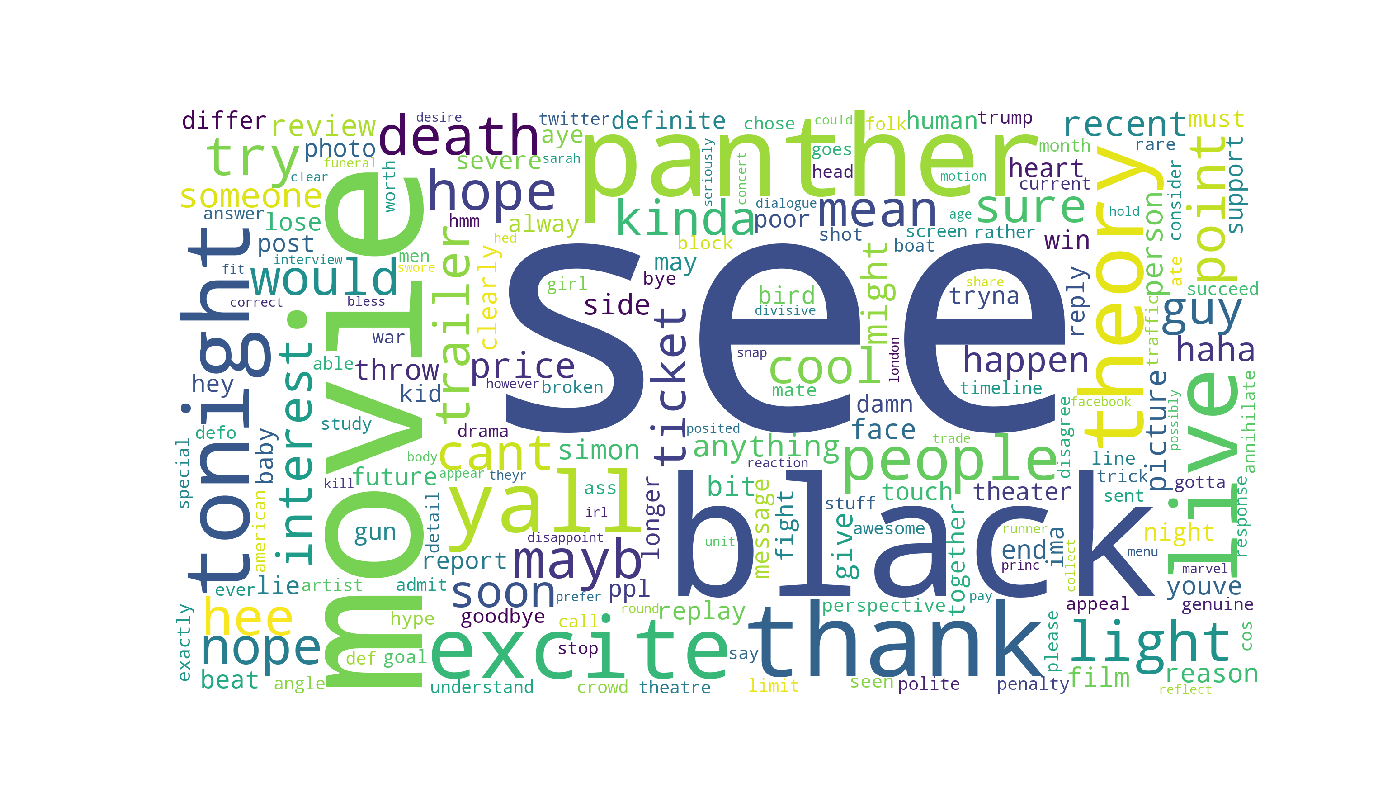 differ
review
photo
try
funeral
clear
someone
answer
lose
post
interview
fit
would
correct
bless
men
swore
worth
tonight
movie
interest
death
desire
twitter
definite
aye
severe
sarah
hope
hmm
alway
hed
trailer
clearly
panther
kinda
seriously
concert
chose
could
folk
human
trump
goes
head
motion
month
rare
recent
must
heart
current
dialogue
poor
mean
age
sure
hold
consider
point
support
block
shot
screen
rather
boat
win
person
ate
may
bye
girl
side
bird
divisive
might
share
tryna
reply
theory
traffic
guy
succeed
see
war
able
throw
kid
price
however
broken
ticket
snap
cool
mate
london
happen
timeline
facebook
haha
hey
defo
baby
study
drama
cant
simon
posited
anything
damn
face
trade
people
disagree
picture
possibly
live
annihilate
special
american
kill
future
body
appear
theyr
reaction
line
trick
gotta
sent
response
gun
detail
yall
ass
irl
longer
bit
message
fight
stuff
touch
theater
awesome
give
together
runner
night
disappoint
mayb
unit
black
end
princ
ima
collect
menu
marvel
youve
ever
lie
artist
admit
report
soon
prefer
ppl
perspective
pay
appeal
genuine
exactly
hee
nope
hype
goodbye
call
round
replay
excite
stop
say
thank
please
light
cos
def
goal
beat
angle
understand
crowd
theatre
limit
seen
polite
penalty
film
reason
reflect